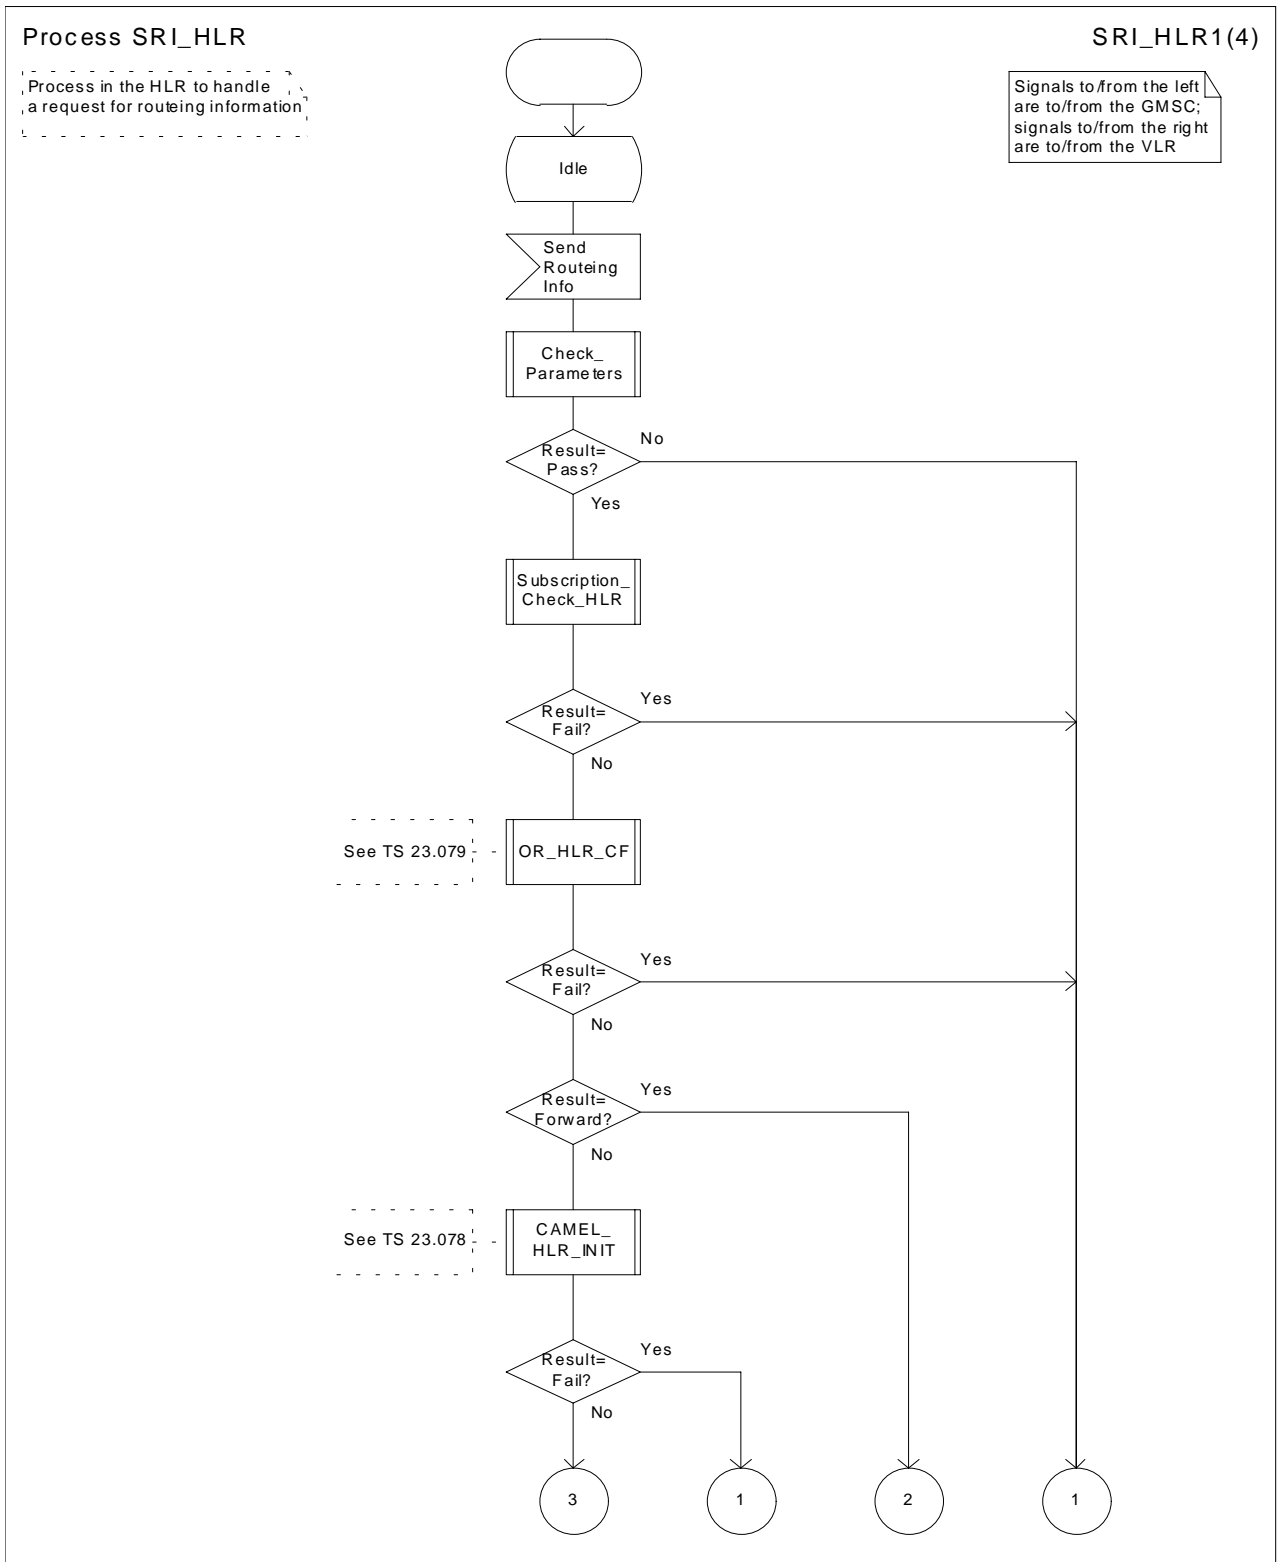 Process SRI_HLR
SRI_HLR1(4)
Process in the HLR to handle
a request for routeing information
Signals to/from the left
are to/from the GMSC;
signals to/from the right
are to/from the VLR
Idle
Send
Routeing
Info
Check_
Parameters
Result=
Pass?
No
Yes
Subscription_
Check_HLR
Result=
Fail?
Yes
No
See TS 23.079
OR_HLR_CF
Result=
Fail?
Yes
No
Result=
Forward?
Yes
No
See TS 23.078
CAMEL_
HLR_INIT
Result=
Fail?
Yes
No
3
1
2
1